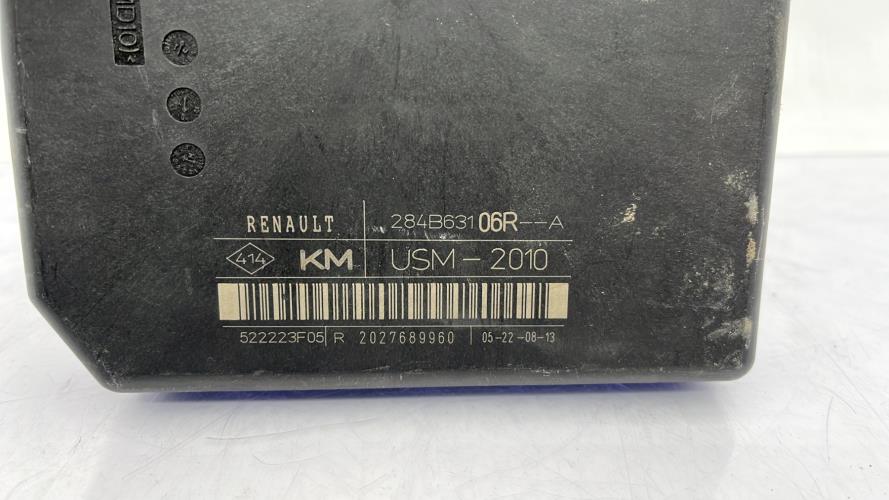 RENAULT 284B63106R--A
414 KM USM-2010
522223F05 R 2027689960 05-22-08-13